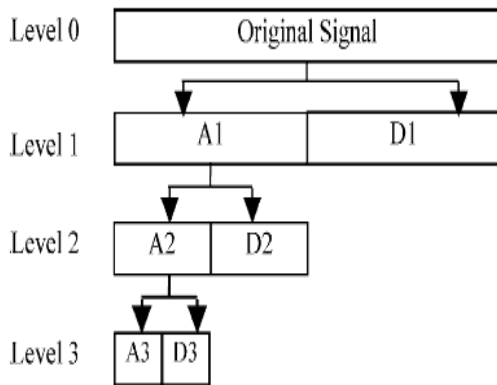 Level 0 Original Signal
Level 1 A1 D1
Level 2 A2 D2
Level 3 A3 D3